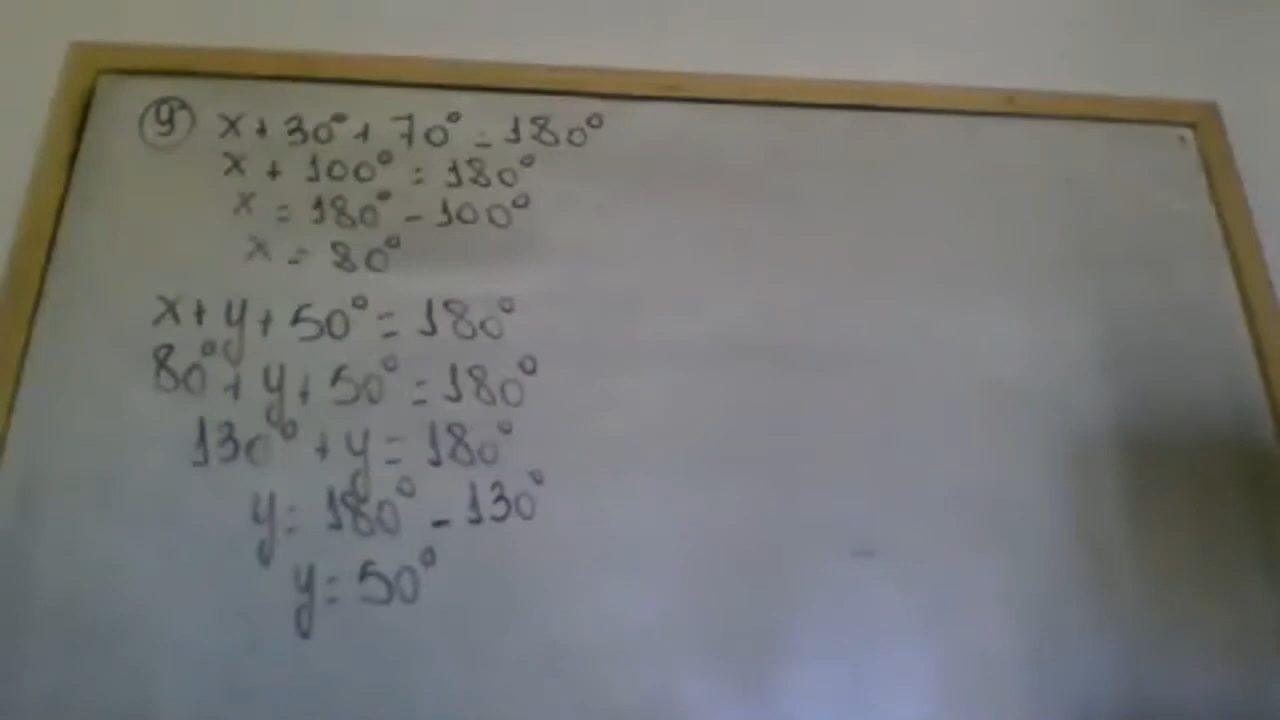 9 x + 30° + 70° = 180°
x + 100° = 180°
x = 180° - 100°
x = 80°
x + y + 50° = 180°
80° + y + 50° = 180°
130° + y = 180°
y = 180° - 130°
y = 50°